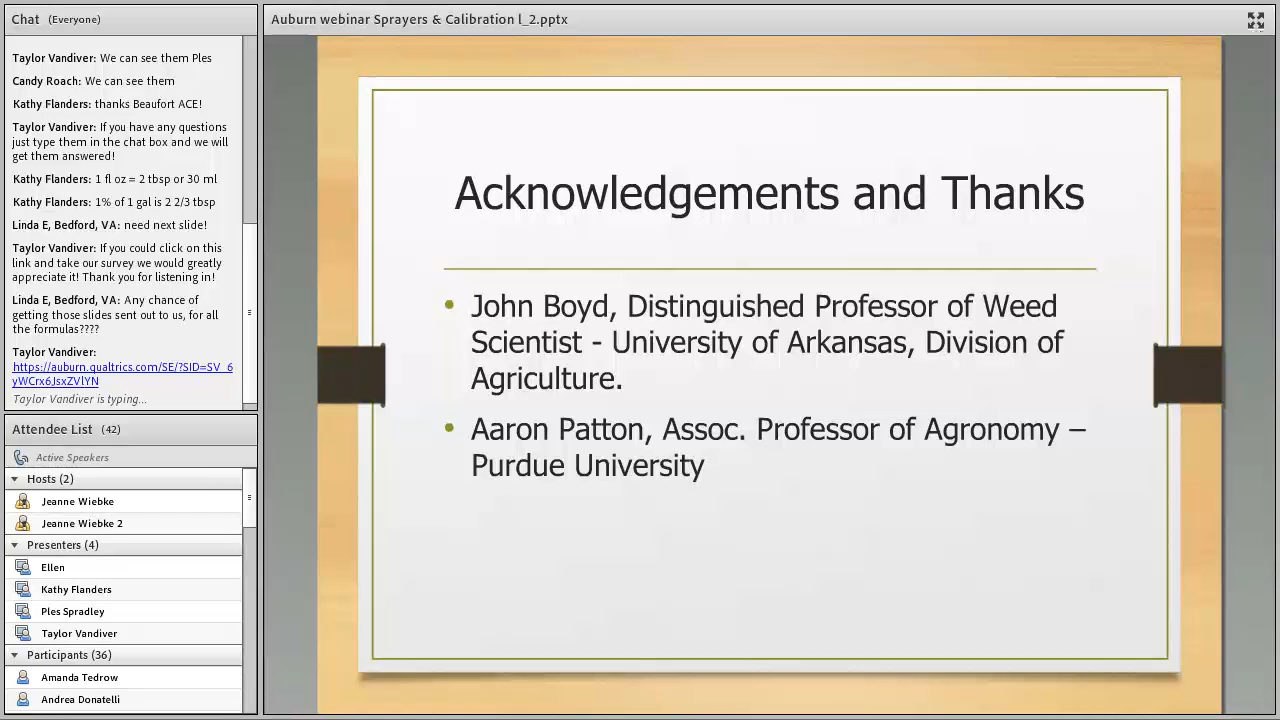 Chat (Everyone)
Taylor Vandiver: We can see them Ples
Candy Roach: We can see them
Kathy Flanders: thanks Beaufort ACE!
Taylor Vandiver: If you have any questions
just type them in the chat box and we will
get them answered!
Kathy Flanders: 1 fl oz = 2 tbsp or 30 ml
Kathy Flanders: 1% of 1 gal is 2 2/3 tbsp
Linda E, Bedford, VA: need next slide!
Taylor Vandiver: If you could click on this
link and take our survey we would greatly
appreciate it! Thank you for listening in!
Linda E, Bedford, VA: Any chance of
getting those slides sent out to us, for all
the formulas????
Taylor Vandiver:
https://auburn.qualtrics.com/SE/?SID=SV_6
yWCrx6JsxZVlYN
Taylor Vandiver is typing...
Attendee List (42)
Active Speakers
Hosts (2)
Jeanne Wiebke
Jeanne Wiebke 2
Presenters (4)
Ellen
Kathy Flanders
Ples Spradley
Taylor Vandiver
Participants (36)
Amanda Tedrow
Andrea Donatelli
Auburn webinar Sprayers & Calibration l_2.pptx
Acknowledgements and Thanks
• John Boyd, Distinguished Professor of Weed
Scientist - University of Arkansas, Division of
Agriculture.
• Aaron Patton, Assoc. Professor of Agronomy –
Purdue University